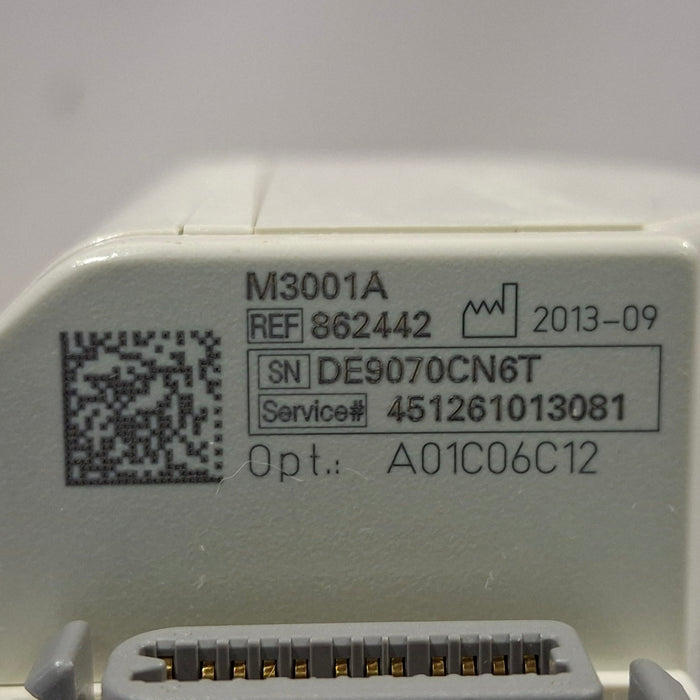 M3001A
REF 862442 2013-09
SN DE9070CN6T
Service# 451261013081
Opt.: A01C06C12